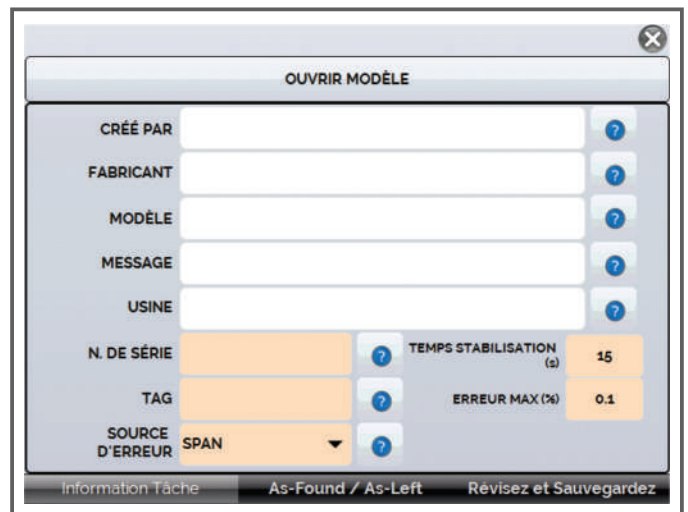 OUVRIR MODÈLE
CRÉÉ PAR
?
FABRICANT
?
MODÈLE
?
MESSAGE
?
USINE
?
N. DE SÉRIE
?
TEMPS STABILISATION
(s)
15
TAG
?
ERREUR MAX (%)
0.1
SOURCE
D'ERREUR
SPAN
?
Information Tâche
As-Found / As-Left
Révisez et Sauvegardez